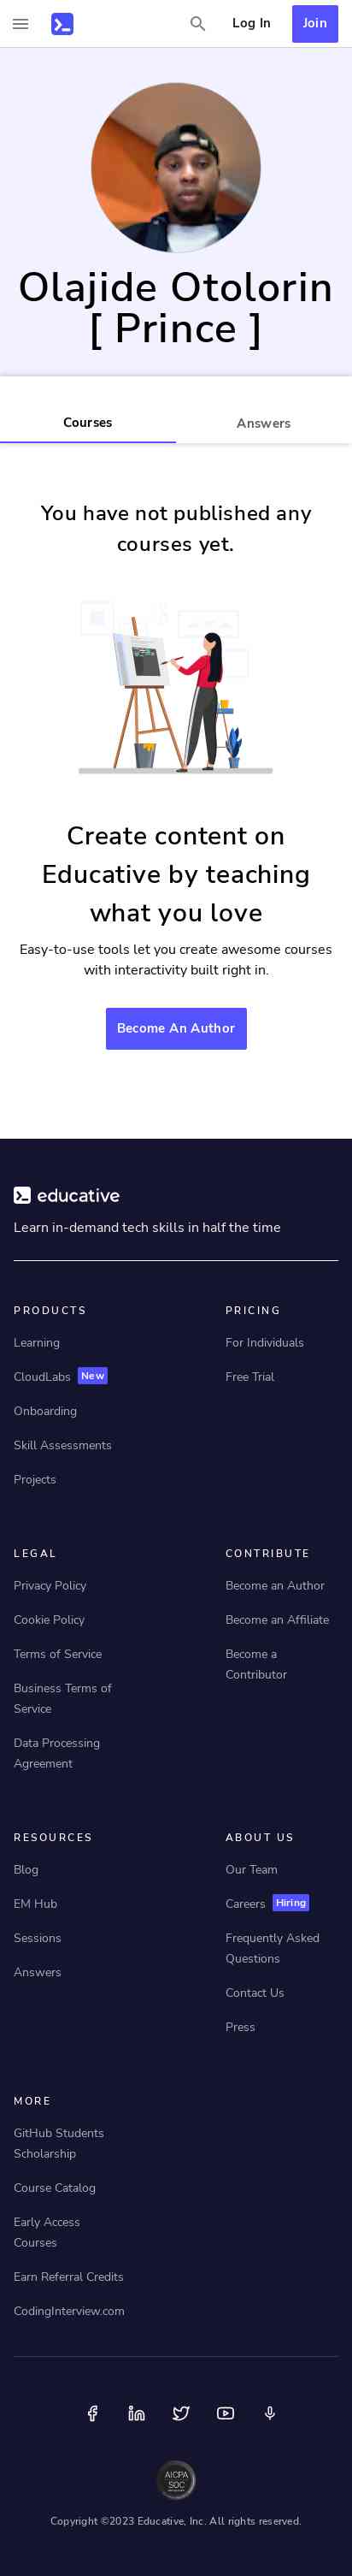 Log In
Join
Olajide Otolorin
[ Prince ]
Courses
Answers
You have not published any
courses yet.
Create content on
Educative by teaching
what you love
Easy-to-use tools let you create awesome courses
with interactivity built right in.
Become An Author
educative
Learn in-demand tech skills in half the time
PRODUCTS
Learning
CloudLabs New
Onboarding
Skill Assessments
Projects
PRICING
For Individuals
Free Trial
LEGAL
Privacy Policy
Cookie Policy
Terms of Service
Business Terms of
Service
Data Processing
Agreement
CONTRIBUTE
Become an Author
Become an Affiliate
Become a
Contributor
RESOURCES
Blog
EM Hub
Sessions
Answers
ABOUT US
Our Team
Careers Hiring
Frequently Asked
Questions
Contact Us
Press
MORE
GitHub Students
Scholarship
Course Catalog
Early Access
Courses
Earn Referral Credits
CodingInterview.com
AICPA
SOC
Copyright ©2023 Educative, Inc. All rights reserved.